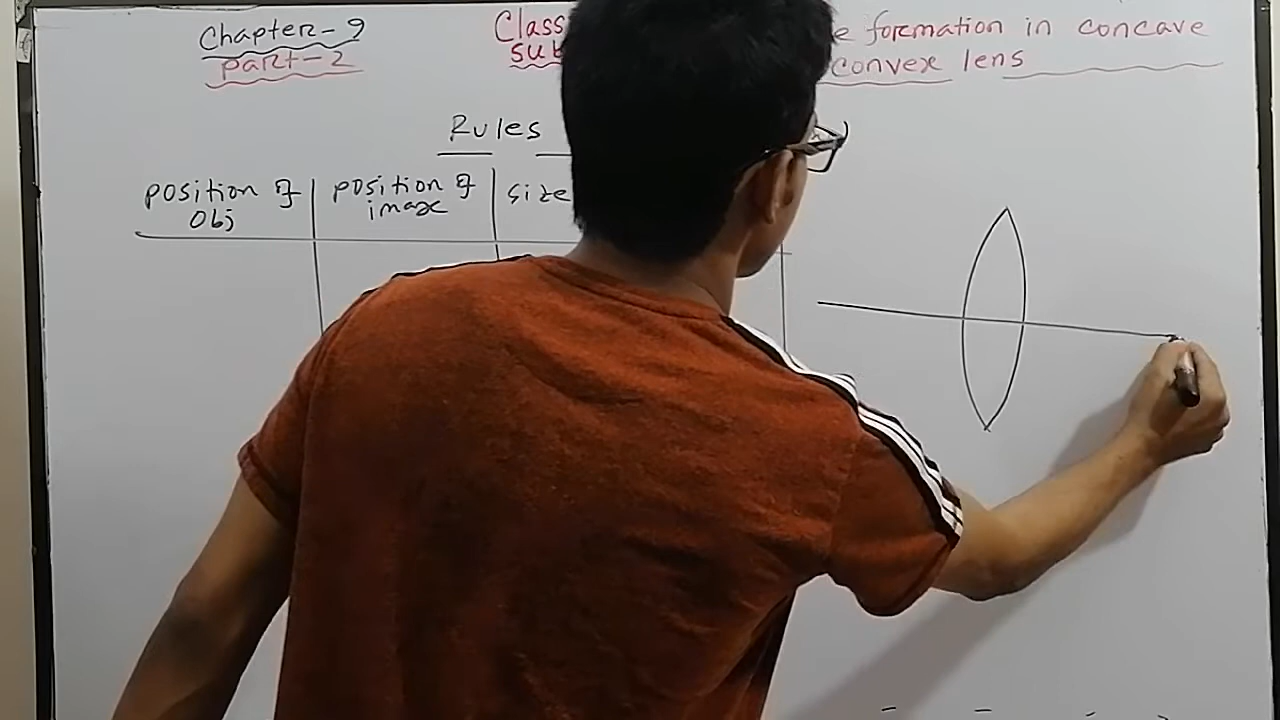 Chapter-9
Part-2
Class
sub
e formation in concave
convex lens
Rules
position of
Obj
position of
image
size